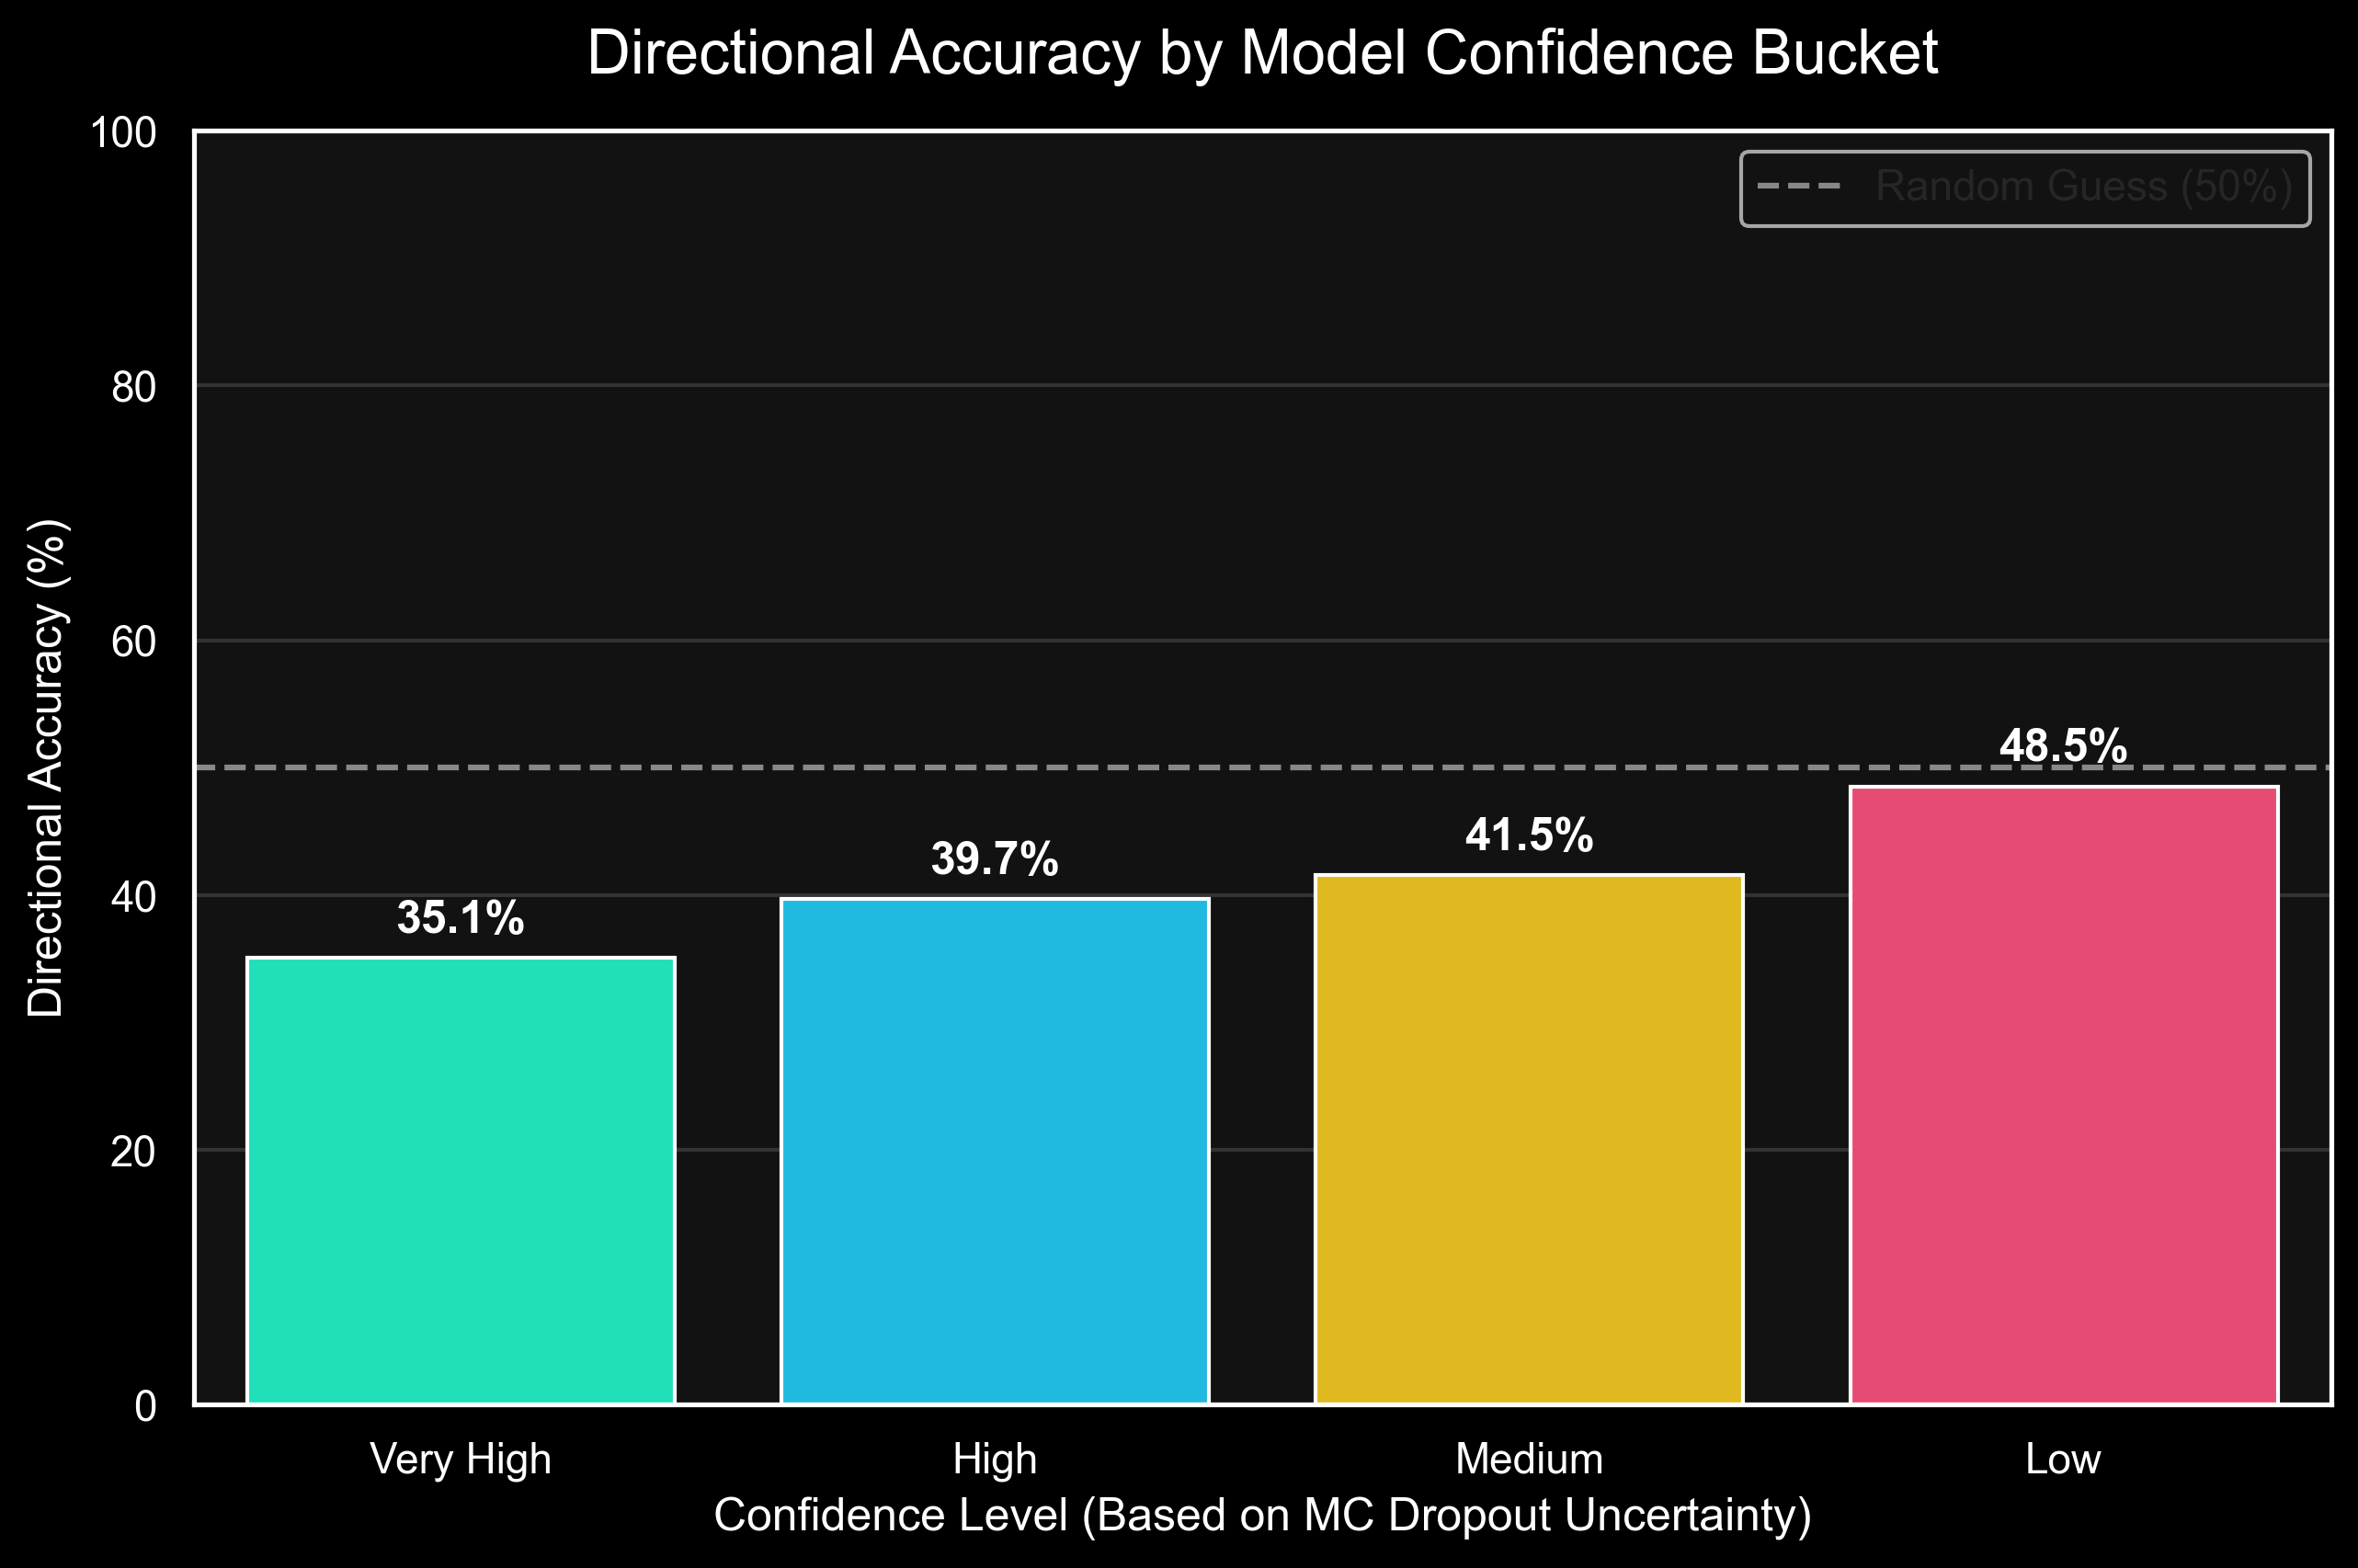 Directional Accuracy by Model Confidence Bucket
Random Guess (50%)
Directional Accuracy (%)
100
80
60
40
20
0
35.1%
39.7%
41.5%
48.5%
Very High
High
Medium
Low
Confidence Level (Based on MC Dropout Uncertainty)